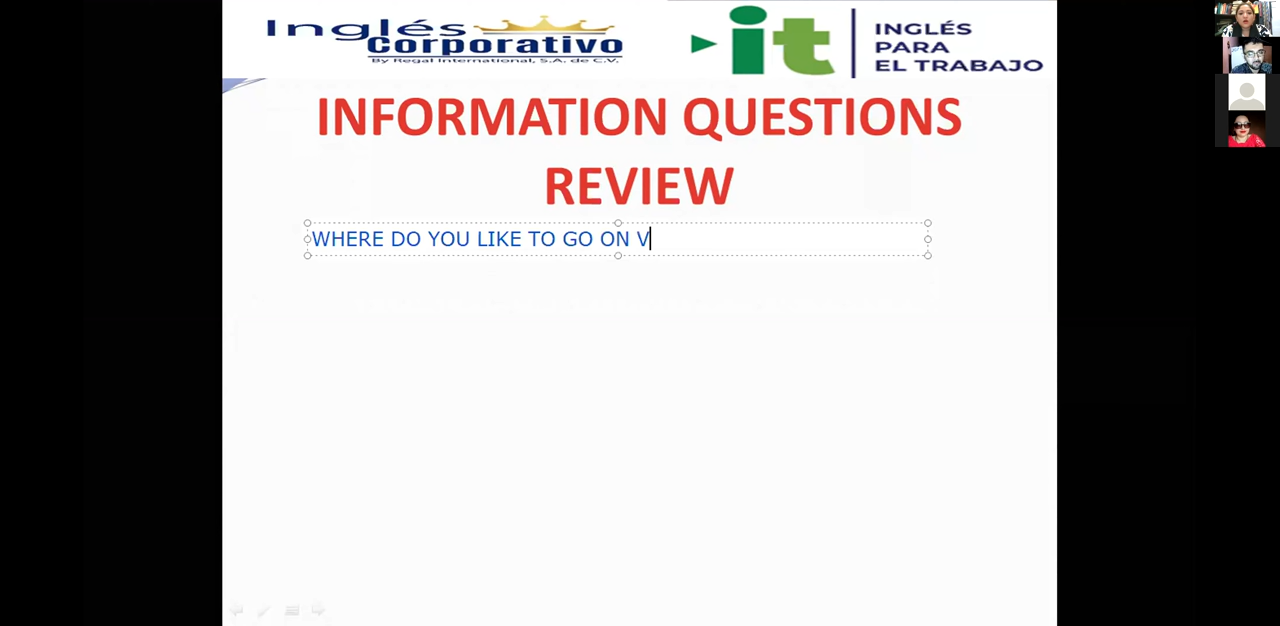 Inglés
Corporativo
By Regal International, S.A. de C.V.
it
INGLÉS
PARA
EL TRABAJO
INFORMATION QUESTIONS
REVIEW
WHERE DO YOU LIKE TO GO ON V